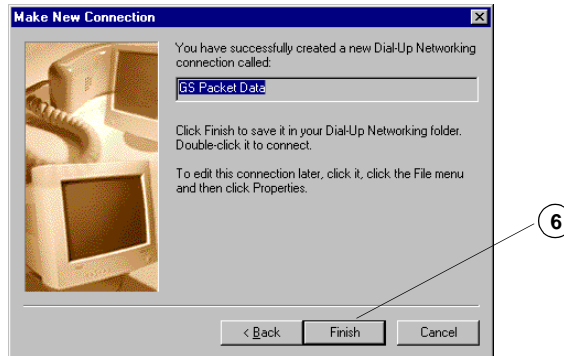 Make New Connection
You have successfully created a new Dial-Up Networking
connection called:
GS Packet Data
Click Finish to save it in your Dial-Up Networking folder.
Double-click it to connect.
To edit this connection later, click it, click the File menu
and then click Properties.
6
< Back
Finish
Cancel